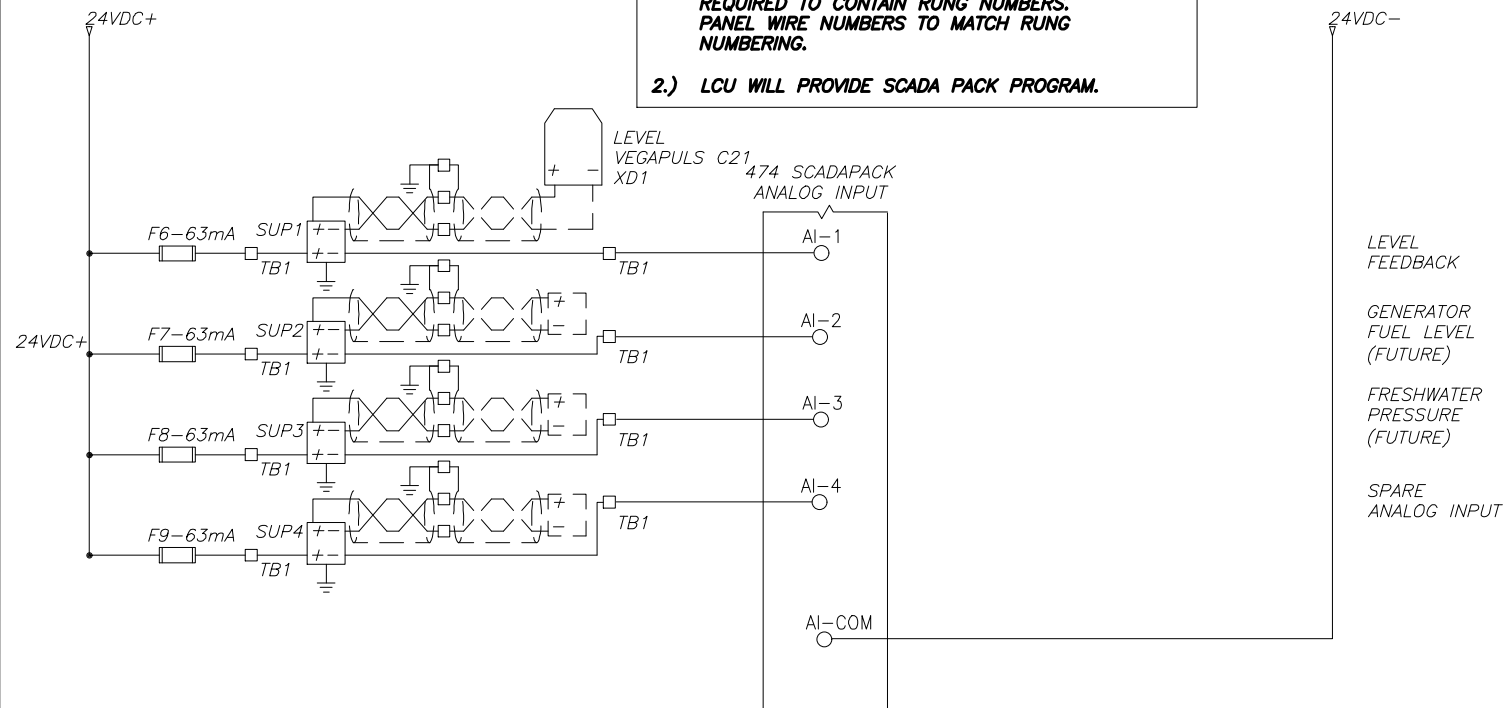 REQUIRED TO CONTAIN RUNG NUMBERS.
PANEL WIRE NUMBERS TO MATCH RUNG
NUMBERING.
2.) LCU WILL PROVIDE SCADA PACK PROGRAM.
24VDC+
24VDC-
LEVEL
VEGAPULS C21
XD1
+ -
474 SCADAPACK
ANALOG INPUT
F6-63mA
SUP1
+ -
+ -
TB1
TB1
AI-1
LEVEL
FEEDBACK
24VDC+
F7-63mA
SUP2
+ -
+ -
TB1
+
-
TB1
AI-2
GENERATOR
FUEL LEVEL
(FUTURE)
F8-63mA
SUP3
+ -
+ -
TB1
+
-
TB1
AI-3
FRESHWATER
PRESSURE
(FUTURE)
F9-63mA
SUP4
+ -
+ -
TB1
+
-
TB1
AI-4
SPARE
ANALOG INPUT
AI-COM